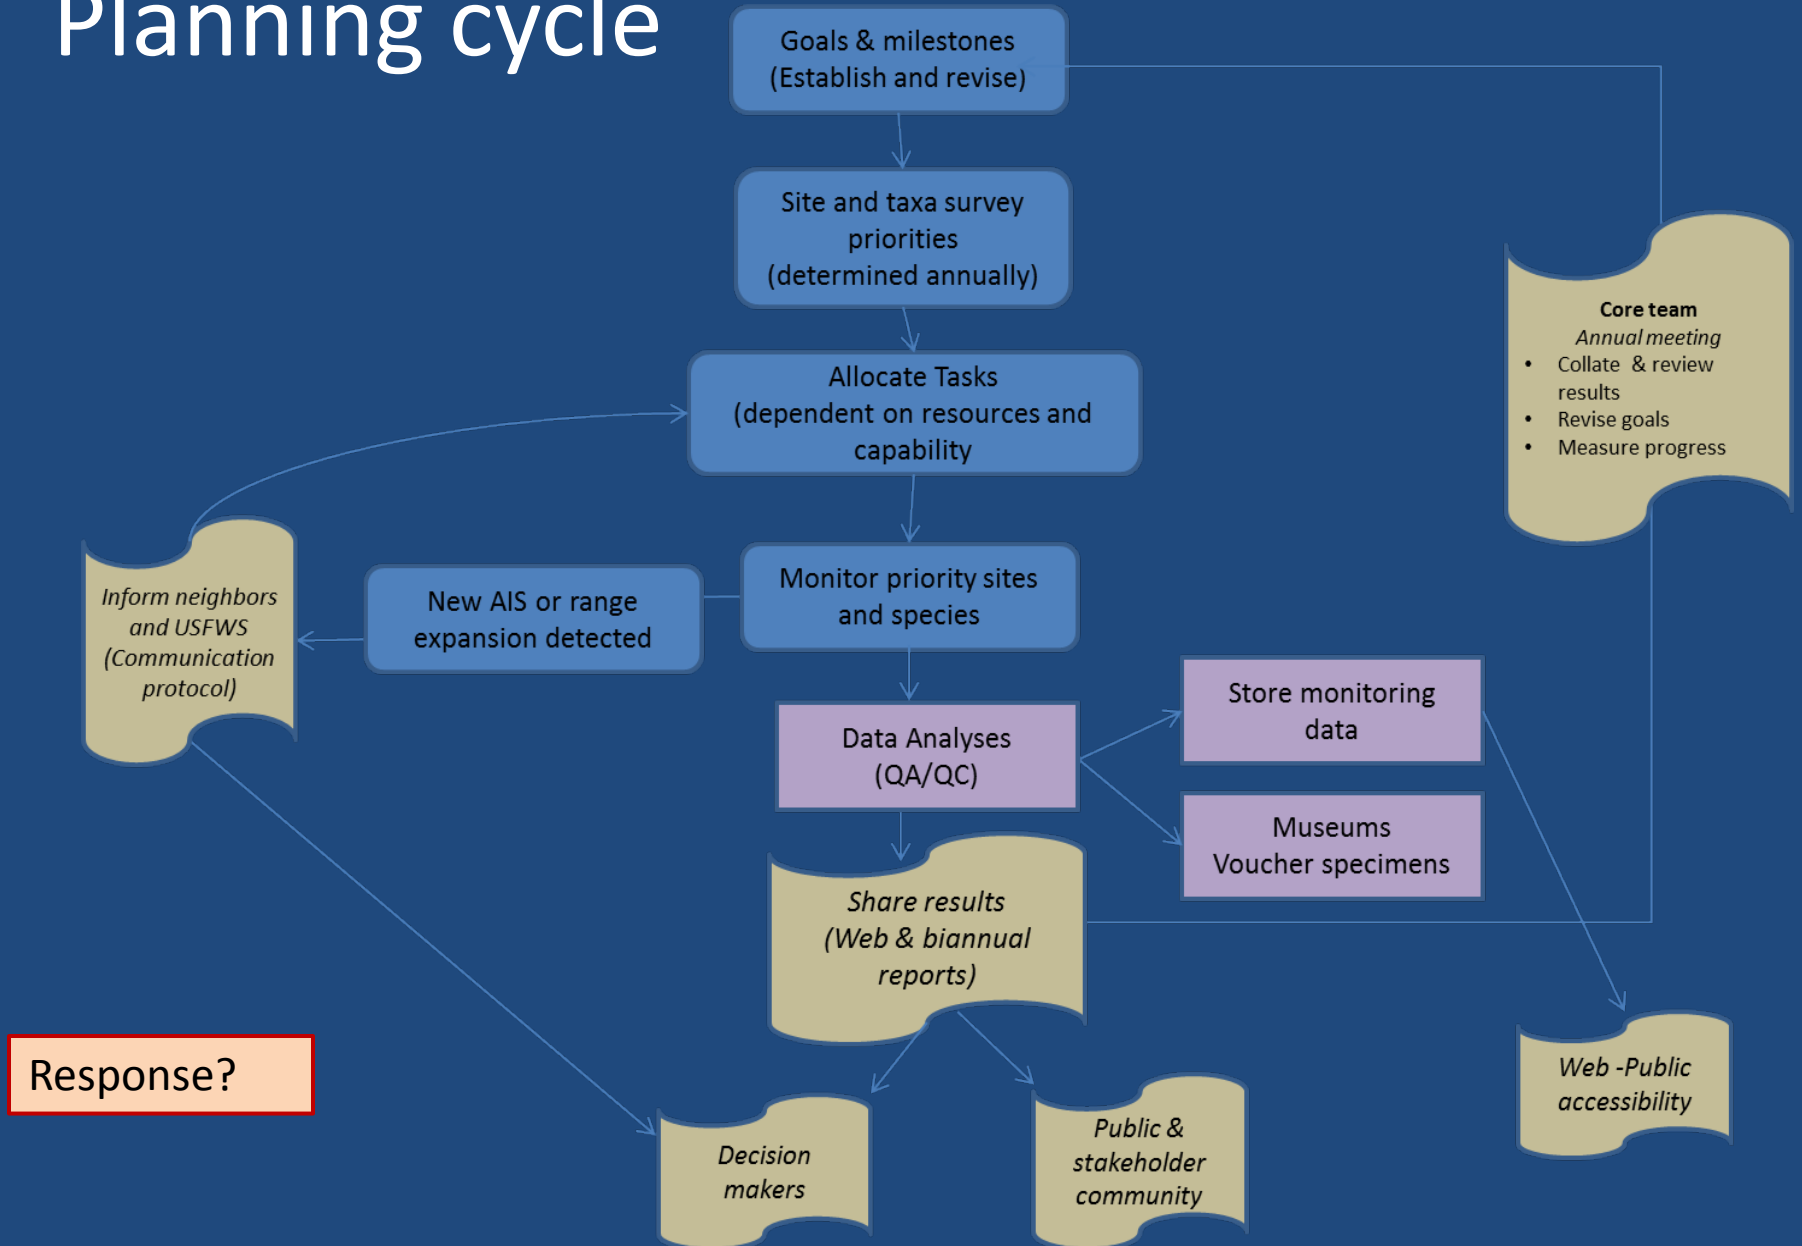 Planning cycle
Goals & milestones
(Establish and revise)
Site and taxa survey
priorities
(determined annually)
Allocate Tasks
(dependent on resources and
capability
Core team
Annual meeting
• Collate & review
results
• Revise goals
• Measure progress
Inform neighbors
and USFWS
(Communication
protocol)
New AIS or range
expansion detected
Monitor priority sites
and species
Data Analyses
(QA/QC)
Store monitoring
data
Museums
Voucher specimens
Share results
(Web & biannual
reports)
Response?
Decision
makers
Public &
stakeholder
community
Web -Public
accessibility